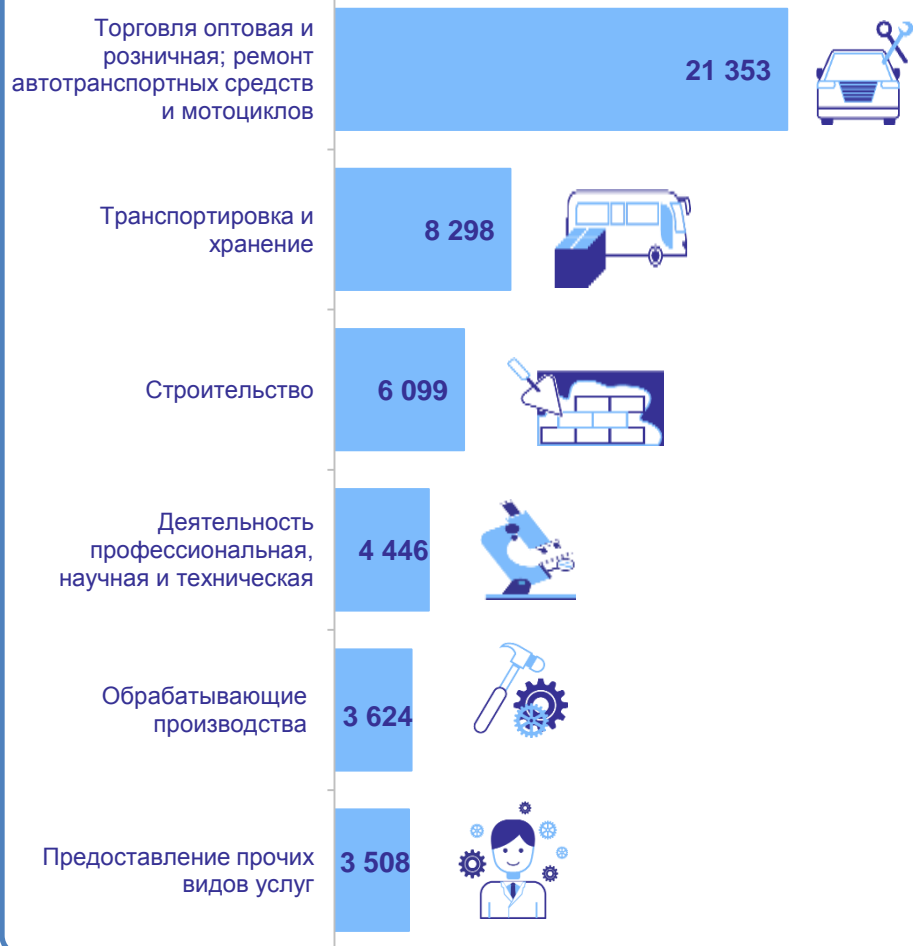 Торговля оптовая и
розничная; ремонт
автотранспортных средств
и мотоциклов
21 353
Транспортировка и
хранение
8 298
Строительство
6 099
Деятельность
профессиональная,
научная и техническая
4 446
Обрабатывающие
производства
3 624
Предоставление прочих
видов услуг
3 508